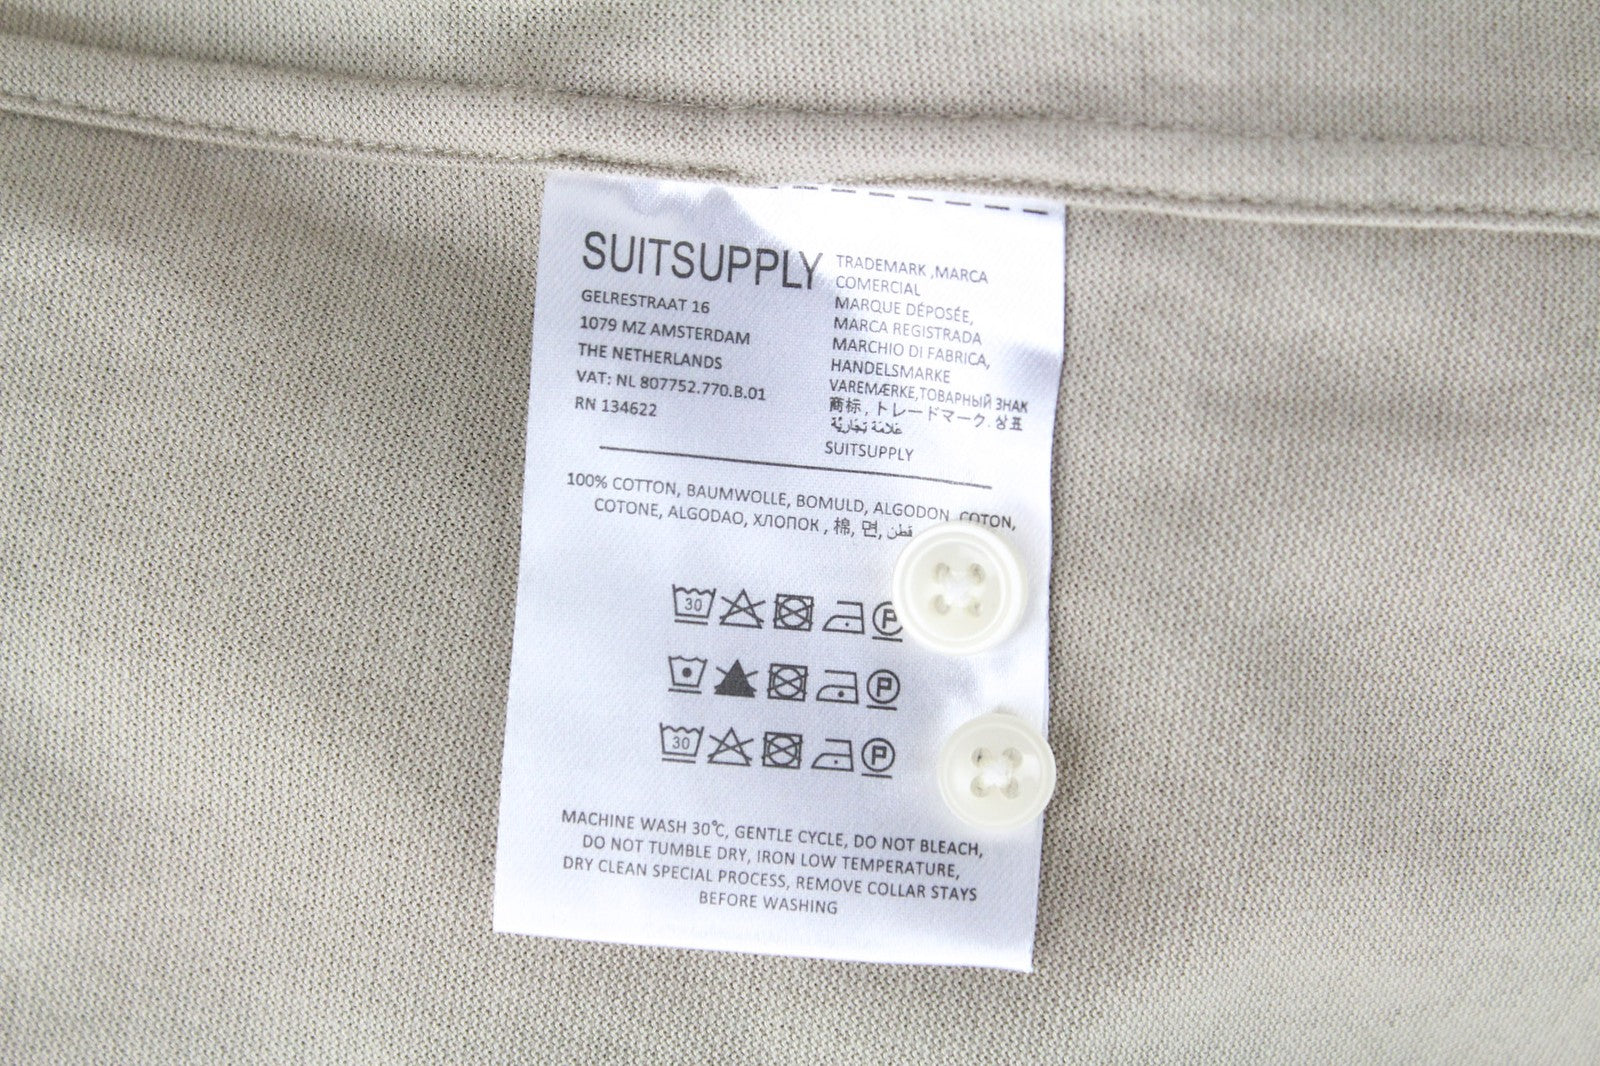 SUITSUPPLY
GELRESTRAAT 16
1079 MZ AMSTERDAM
THE NETHERLANDS
VAT: NL 807752.770.B.01
RN 134622
TRADEMARK ,MARCA
COMERCIAL
MARQUE DÉPOSÉE,
MARCA REGISTRADA
MARCHIO DI FABRICA,
HANDELSMARKE
VAREMÆRKE,ТОВАРНЫЙ ЗНАК
商标, トレードマーク. 상표
عَلامَة تِجَاريَّة
SUITSUPPLY
100% COTTON, BAUMWOLLE, BOMULD, ALGODON, COTON,
COTONE, ALGODAO, ХЛОПОК , 棉, 면, قطن
30 P
P
30 P
MACHINE WASH 30℃, GENTLE CYCLE, DO NOT BLEACH,
DO NOT TUMBLE DRY, IRON LOW TEMPERATURE,
DRY CLEAN SPECIAL PROCESS, REMOVE COLLAR STAYS
BEFORE WASHING